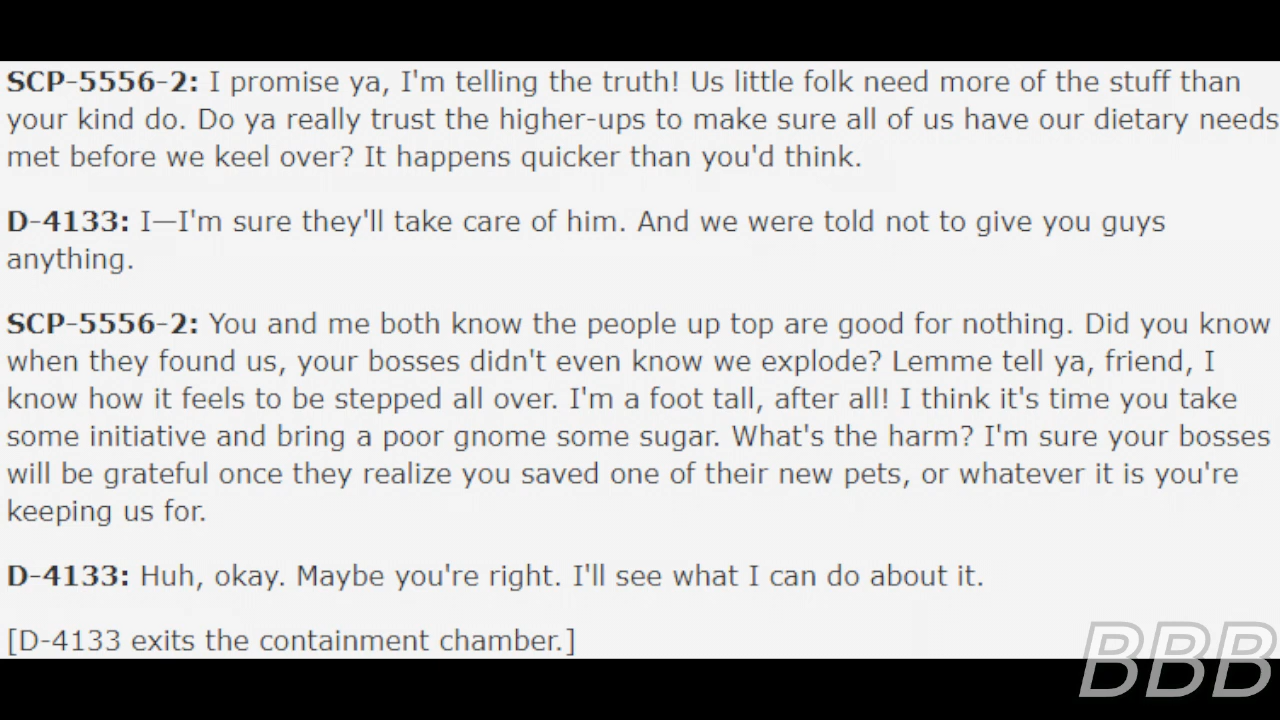 SCP-5556-2: I promise ya, I'm telling the truth! Us little folk need more of the stuff than
your kind do. Do ya really trust the higher-ups to make sure all of us have our dietary needs
met before we keel over? It happens quicker than you'd think.
D-4133: I—I'm sure they'll take care of him. And we were told not to give you guys
anything.
SCP-5556-2: You and me both know the people up top are good for nothing. Did you know
when they found us, your bosses didn't even know we explode? Lemme tell ya, friend, I
know how it feels to be stepped all over. I'm a foot tall, after all! I think it's time you take
some initiative and bring a poor gnome some sugar. What's the harm? I'm sure your bosses
will be grateful once they realize you saved one of their new pets, or whatever it is you're
keeping us for.
D-4133: Huh, okay. Maybe you're right. I'll see what I can do about it.
[D-4133 exits the containment chamber.]
BBB